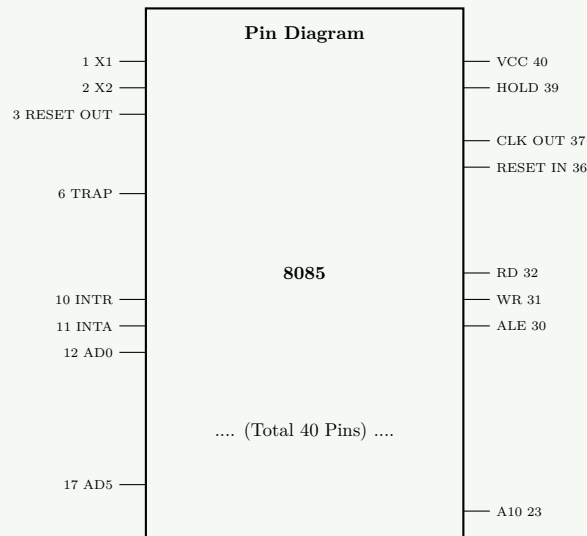 Pin Diagram
1 X1
2 X2
3 RESET OUT
6 TRAP
10 INTR
11 INTA
12 AD0
17 AD5
8085
.... (Total 40 Pins) ....
VCC 40
HOLD 39
CLK OUT 37
RESET IN 36
RD 32
WR 31
ALE 30
A10 23